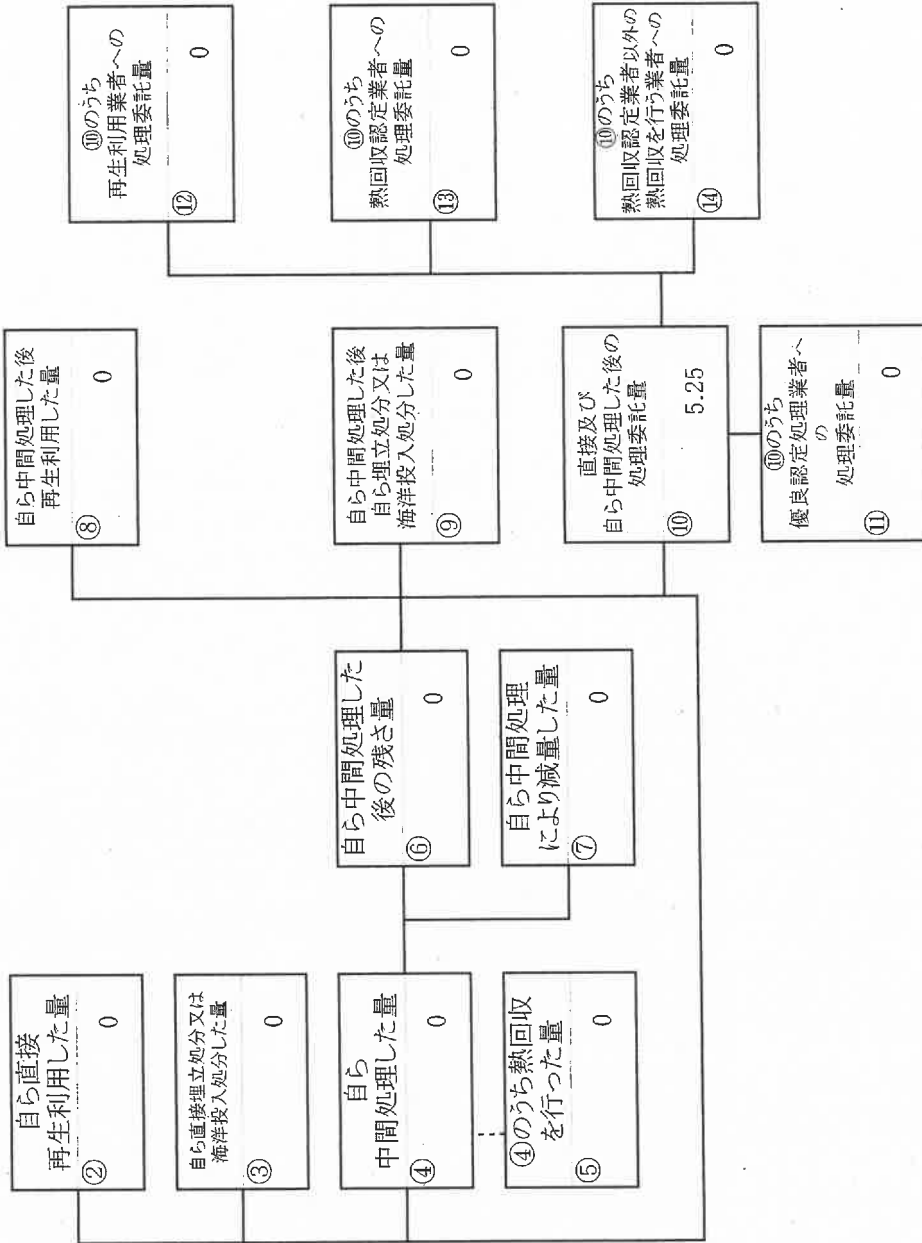 自ら直接
再生利用した量
② 0
自ら直接埋立処分又は
海洋投入処分した量
③ 0
自ら
中間処理した量
④ 0
④のうち熱回収
を行った量
⑤ 0
自ら中間処理した
後の残さ量
⑥ 0
自ら中間処理
により減量した量
⑦ 0
自ら中間処理した後
再生利用した量
⑧ 0
自ら中間処理した後
自ら埋立処分又は
海洋投入処分した量
⑨ 0
直接及び
自ら中間処理した後の
処理委託量
⑩ 5.25
⑩のうち
優良認定処理業者へ
の
処理委託量
⑪ 0
⑩のうち
再生利用業者への
処理委託量
⑫ 0
⑩のうち
熱回収認定業者への
処理委託量
⑬ 0
⑩のうち
熱回収認定業者以外の
熱回収を行う業者への
処理委託量
⑭ 0